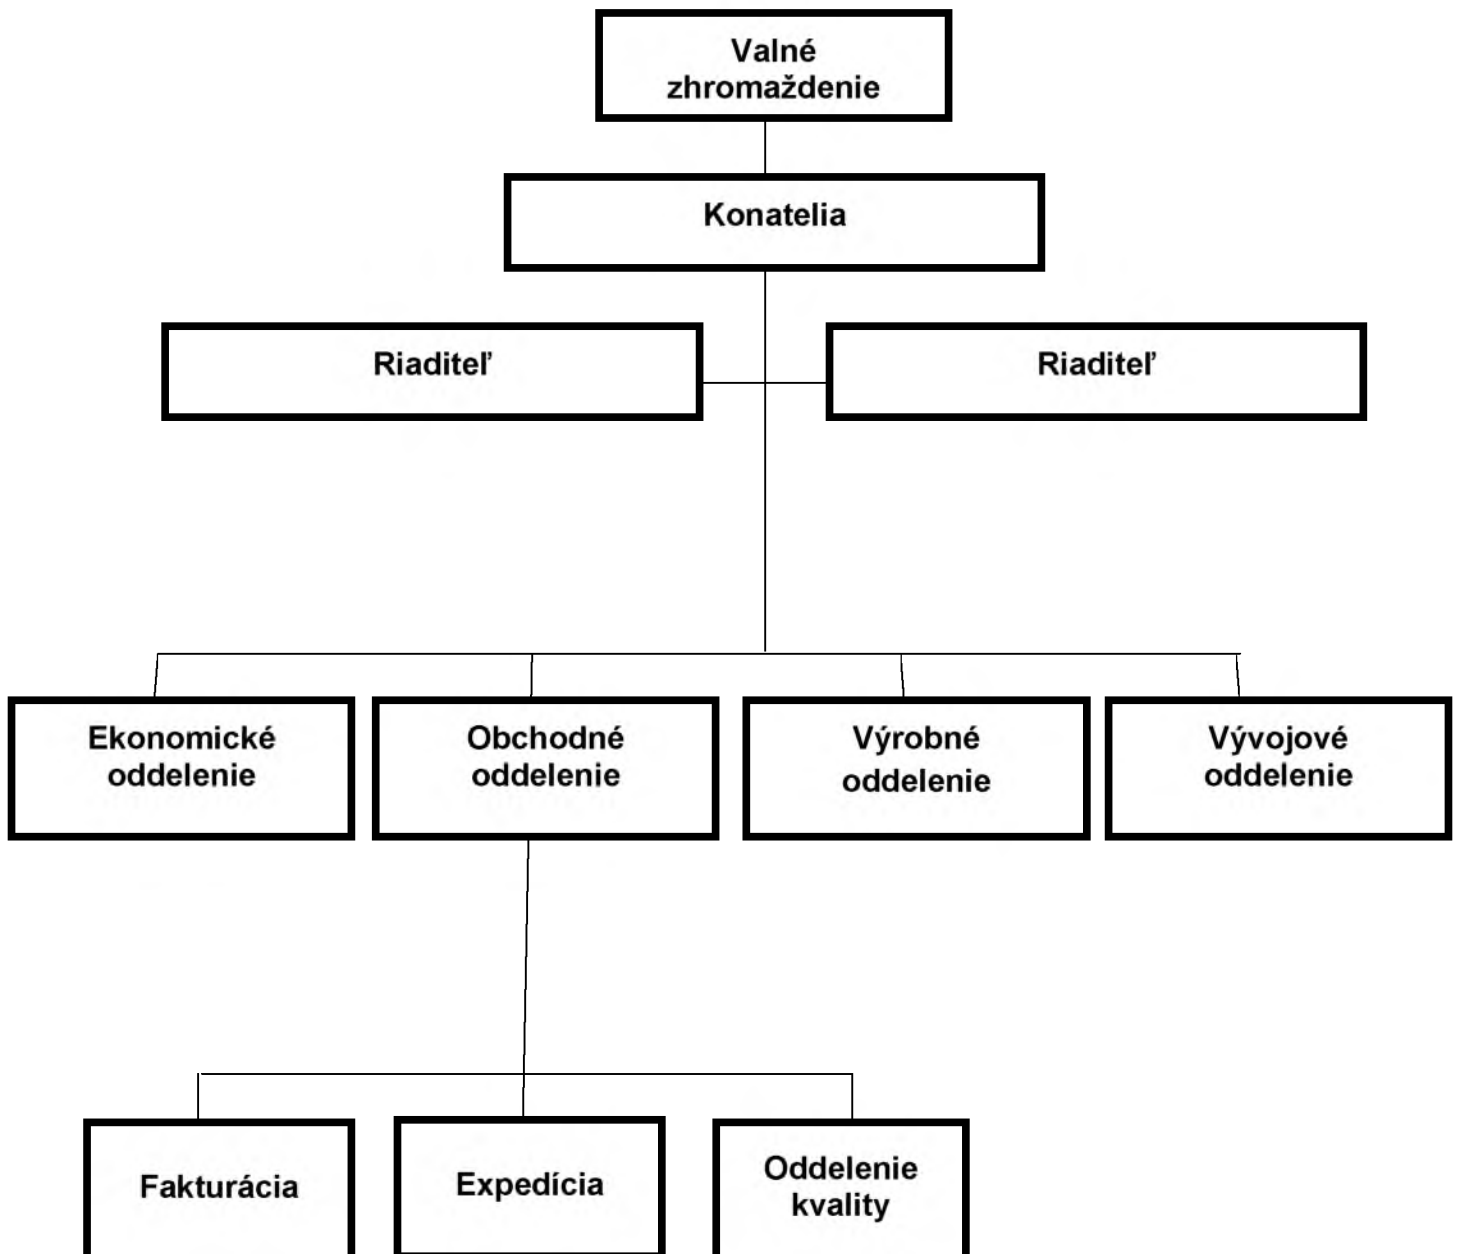 Valné
zhromaždenie
Konatelia
Riaditeľ
Riaditeľ
Ekonomické
oddelenie
Obchodné
oddelenie
Výrobné
oddelenie
Vývojové
oddelenie
Fakturácia
Expedícia
Oddelenie
kvality